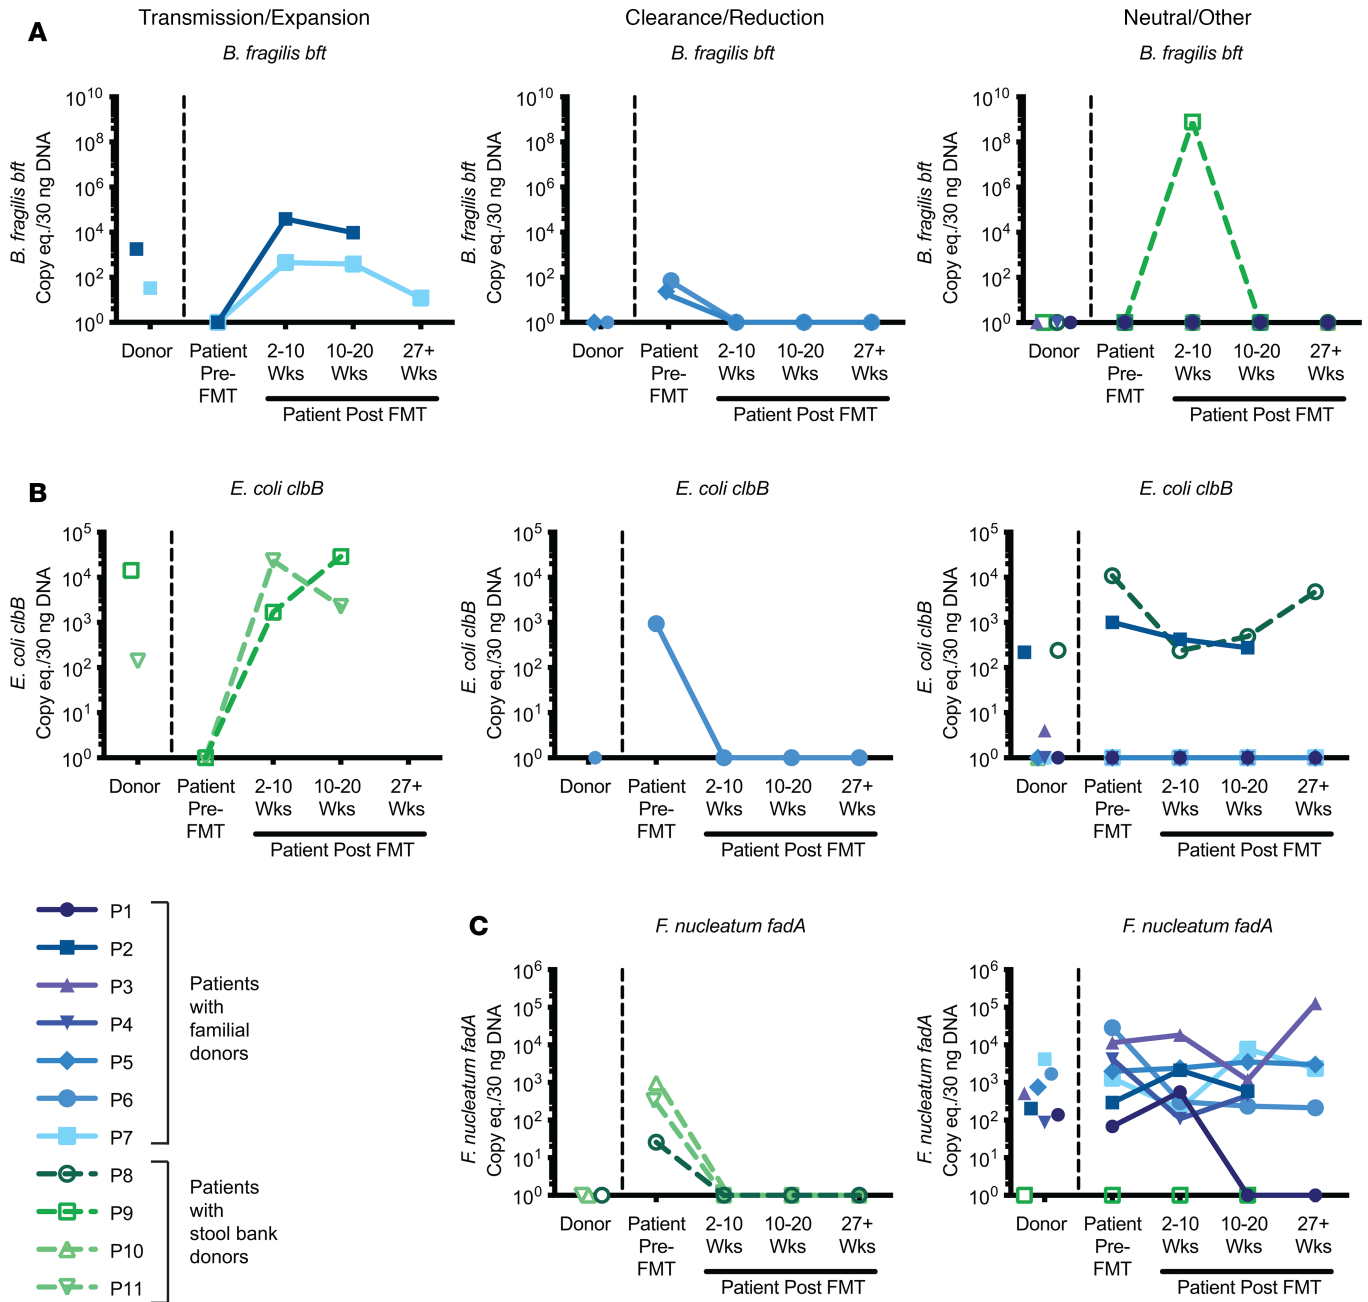 Transmission/Expansion
Clearance/Reduction
Neutral/Other
A
B. fragilis bft
B. fragilis bft
B. fragilis bft
B. fragilis bft
Copy eq./30 ng DNA
10^10
10^8
10^6
10^4
10^2
10^0
Donor
Patient
Pre-
FMT
2-10
Wks
10-20
Wks
27+
Wks
Patient Post FMT
B. fragilis bft
Copy eq./30 ng DNA
10^10
10^8
10^6
10^4
10^2
10^0
Donor
Patient
Pre-
FMT
2-10
Wks
10-20
Wks
27+
Wks
Patient Post FMT
B. fragilis bft
Copy eq./30 ng DNA
10^10
10^8
10^6
10^4
10^2
10^0
Donor
Patient
Pre-
FMT
2-10
Wks
10-20
Wks
27+
Wks
Patient Post FMT
B
E. coli clbB
E. coli clbB
E. coli clbB
E. coli clbB
Copy eq./30 ng DNA
10^5
10^4
10^3
10^2
10^1
10^0
Donor
Patient
Pre-
FMT
2-10
Wks
10-20
Wks
27+
Wks
Patient Post FMT
E. coli clbB
Copy eq./30 ng DNA
10^5
10^4
10^3
10^2
10^1
10^0
Donor
Patient
Pre-
FMT
2-10
Wks
10-20
Wks
27+
Wks
Patient Post FMT
E. coli clbB
Copy eq./30 ng DNA
10^5
10^4
10^3
10^2
10^1
10^0
Donor
Patient
Pre-
FMT
2-10
Wks
10-20
Wks
27+
Wks
Patient Post FMT
P1
P2
P3
P4
P5
P6
P7
Patients
with
familial
donors
P8
P9
P10
P11
Patients
with
stool bank
donors
C
F. nucleatum fadA
F. nucleatum fadA
F. nucleatum fadA
Copy eq./30 ng DNA
10^6
10^5
10^4
10^3
10^2
10^1
10^0
Donor
Patient
Pre-
FMT
2-10
Wks
10-20
Wks
27+
Wks
Patient Post FMT
F. nucleatum fadA
Copy eq./30 ng DNA
10^6
10^5
10^4
10^3
10^2
10^1
10^0
Donor
Patient
Pre-
FMT
2-10
Wks
10-20
Wks
27+
Wks
Patient Post FMT